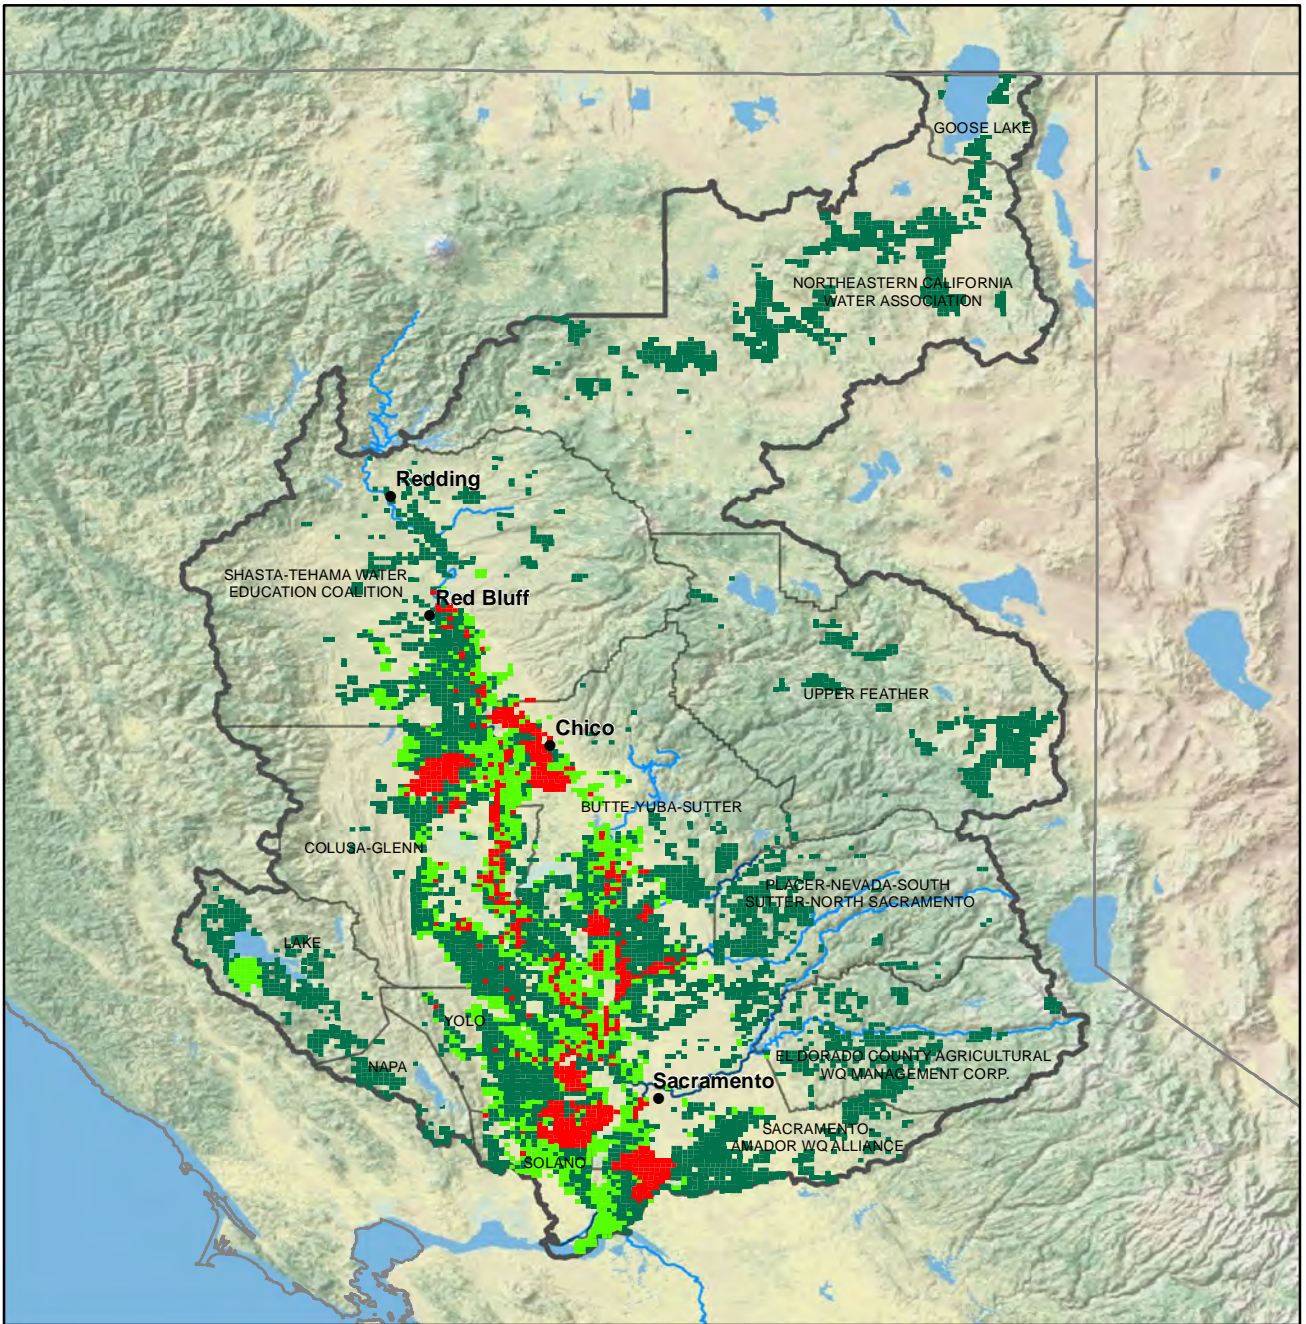 GOOSE LAKE
NORTHEASTERN CALIFORNIA
WATER ASSOCIATION
Redding
SHASTA-TEHAMA WATER
EDUCATION COALITION
Red Bluff
UPPER FEATHER
Chico
BUTTE-YUBA-SUTTER
COLUSA-GLENN
PLACER-NEVADA-SOUTH
SUTTER-NORTH SACRAMENTO
LAKE
YOLO
NAPA
EL DORADO COUNTY AGRICULTURAL
WQ MANAGEMENT CORP.
Sacramento
SACRAMENTO-
AMADOR WQ ALLIANCE
SOLANO